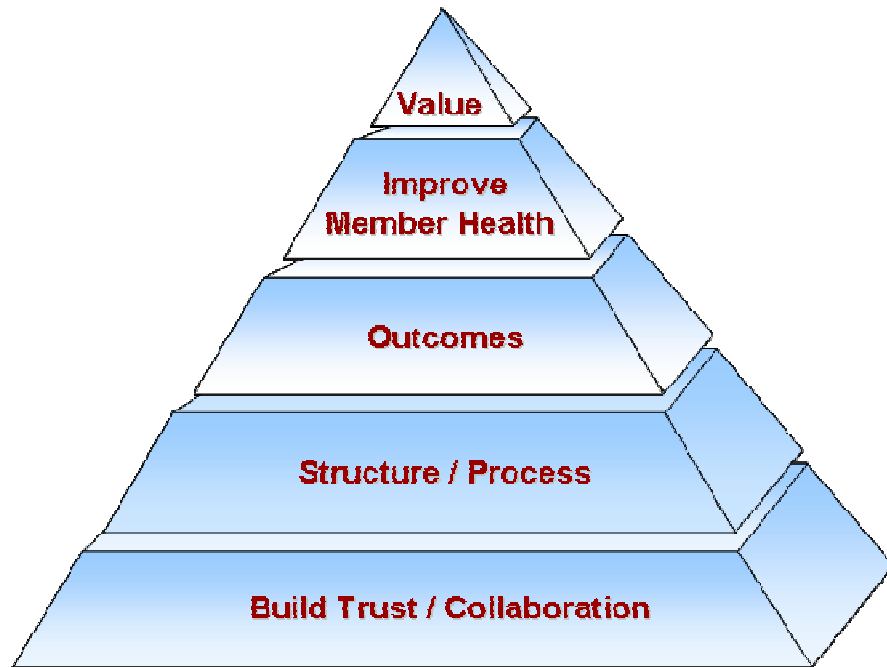 Value
Improve
Member Health
Outcomes
Structure / Process
Build Trust / Collaboration